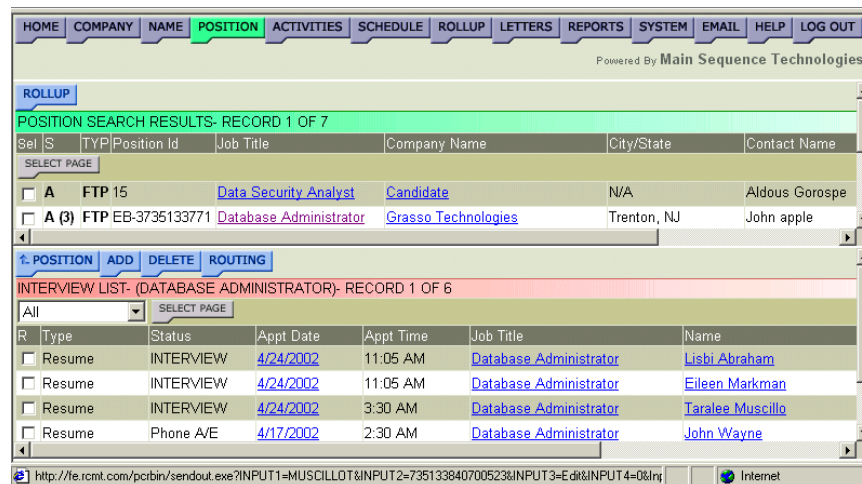 HOME COMPANY NAME POSITION ACTIVITIES SCHEDULE ROLLUP LETTERS REPORTS SYSTEM EMAIL HELP LOG OUT
Powered By Main Sequence Technologies
ROLLUP
POSITION SEARCH RESULTS- RECORD 1 OF 7
Sel S TYP Position Id Job Title Company Name City/State Contact Name
SELECT PAGE
A FTP 15 Data Security Analyst Candidate N/A Aldous Gorospe
A (3) FTP EB-3735133771 Database Administrator Grasso Technologies Trenton, NJ John apple
POSITION ADD DELETE ROUTING
INTERVIEW LIST- (DATABASE ADMINISTRATOR)- RECORD 1 OF 6
All SELECT PAGE
R Type Status Appt Date Appt Time Job Title Name
Resume INTERVIEW 4/24/2002 11:05 AM Database Administrator Lisbi Abraham
Resume INTERVIEW 4/24/2002 11:05 AM Database Administrator Eileen Markman
Resume INTERVIEW 4/24/2002 3:30 AM Database Administrator Taralee Muscillo
Resume Phone A/E 4/17/2002 2:30 AM Database Administrator John Wayne
http://fe.rcmt.com/pcrbin/sendout.exe?INPUT1=MUSCILLOT&INPUT2=735133840700523&INPUT3=Edit&INPUT4=0&Inp Internet